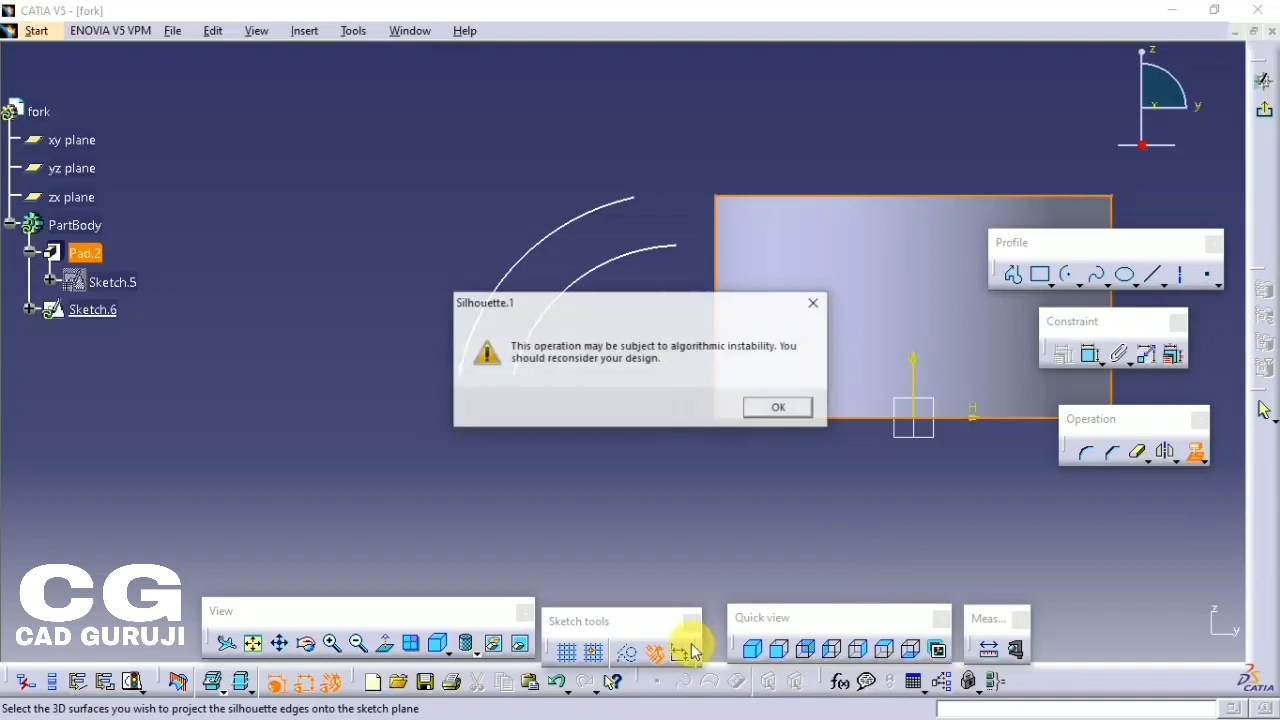 CATIA V5 - [fork]
Start ENOVIA V5 VPM File Edit View Insert Tools Window Help
z
x
y
fork
xy plane
yz plane
zx plane
PartBody
Pad.2
Sketch.5
Sketch.6
Profile
Silhouette.1
This operation may be subject to algorithmic instability. You
should reconsider your design.
OK
Constraint
H
Operation
CG
CAD GURUJI
View
Sketch tools
Quick view
Meas...
z
y
f(x)
CATIA
Select the 3D surfaces you wish to project the silhouette edges onto the sketch plane